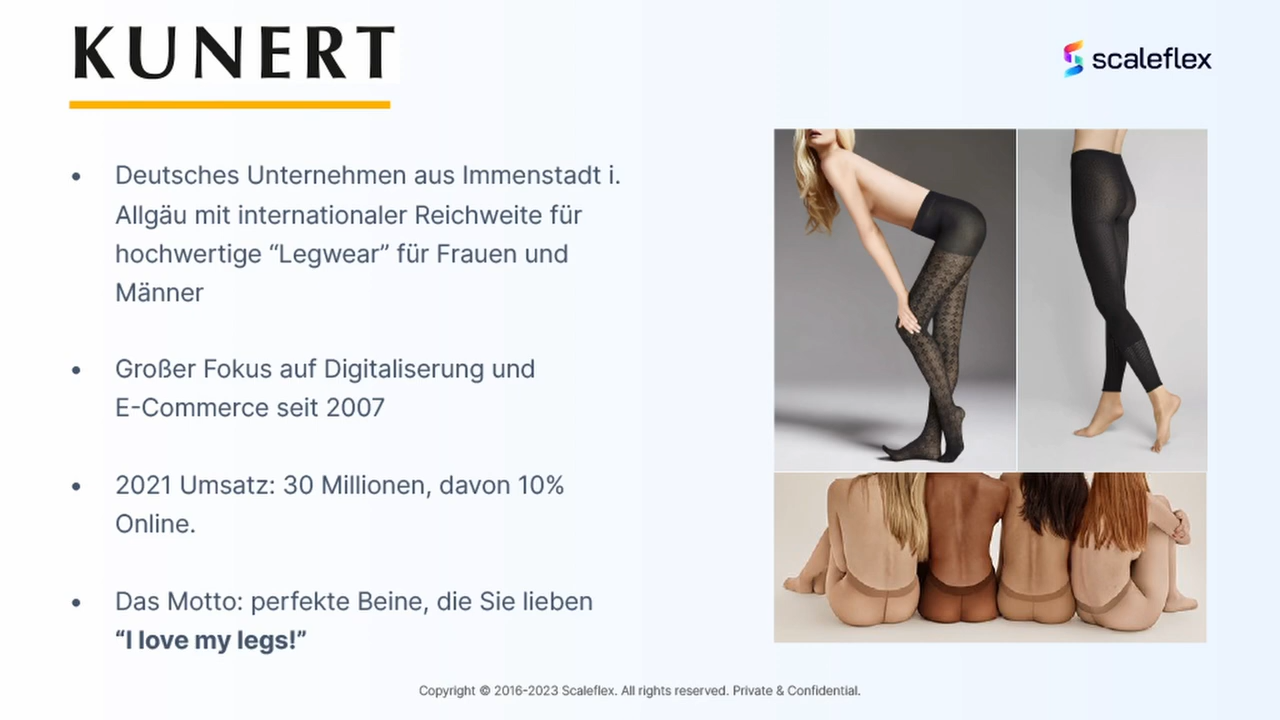 KUNERT
scaleflex
• Deutsches Unternehmen aus Immenstadt i.
Allgäu mit internationaler Reichweite für
hochwertige “Legwear” für Frauen und
Männer
• Großer Fokus auf Digitaliserung und
E-Commerce seit 2007
• 2021 Umsatz: 30 Millionen, davon 10%
Online.
• Das Motto: perfekte Beine, die Sie lieben
“I love my legs!”
Copyright © 2016-2023 Scaleflex. All rights reserved. Private & Confidential.